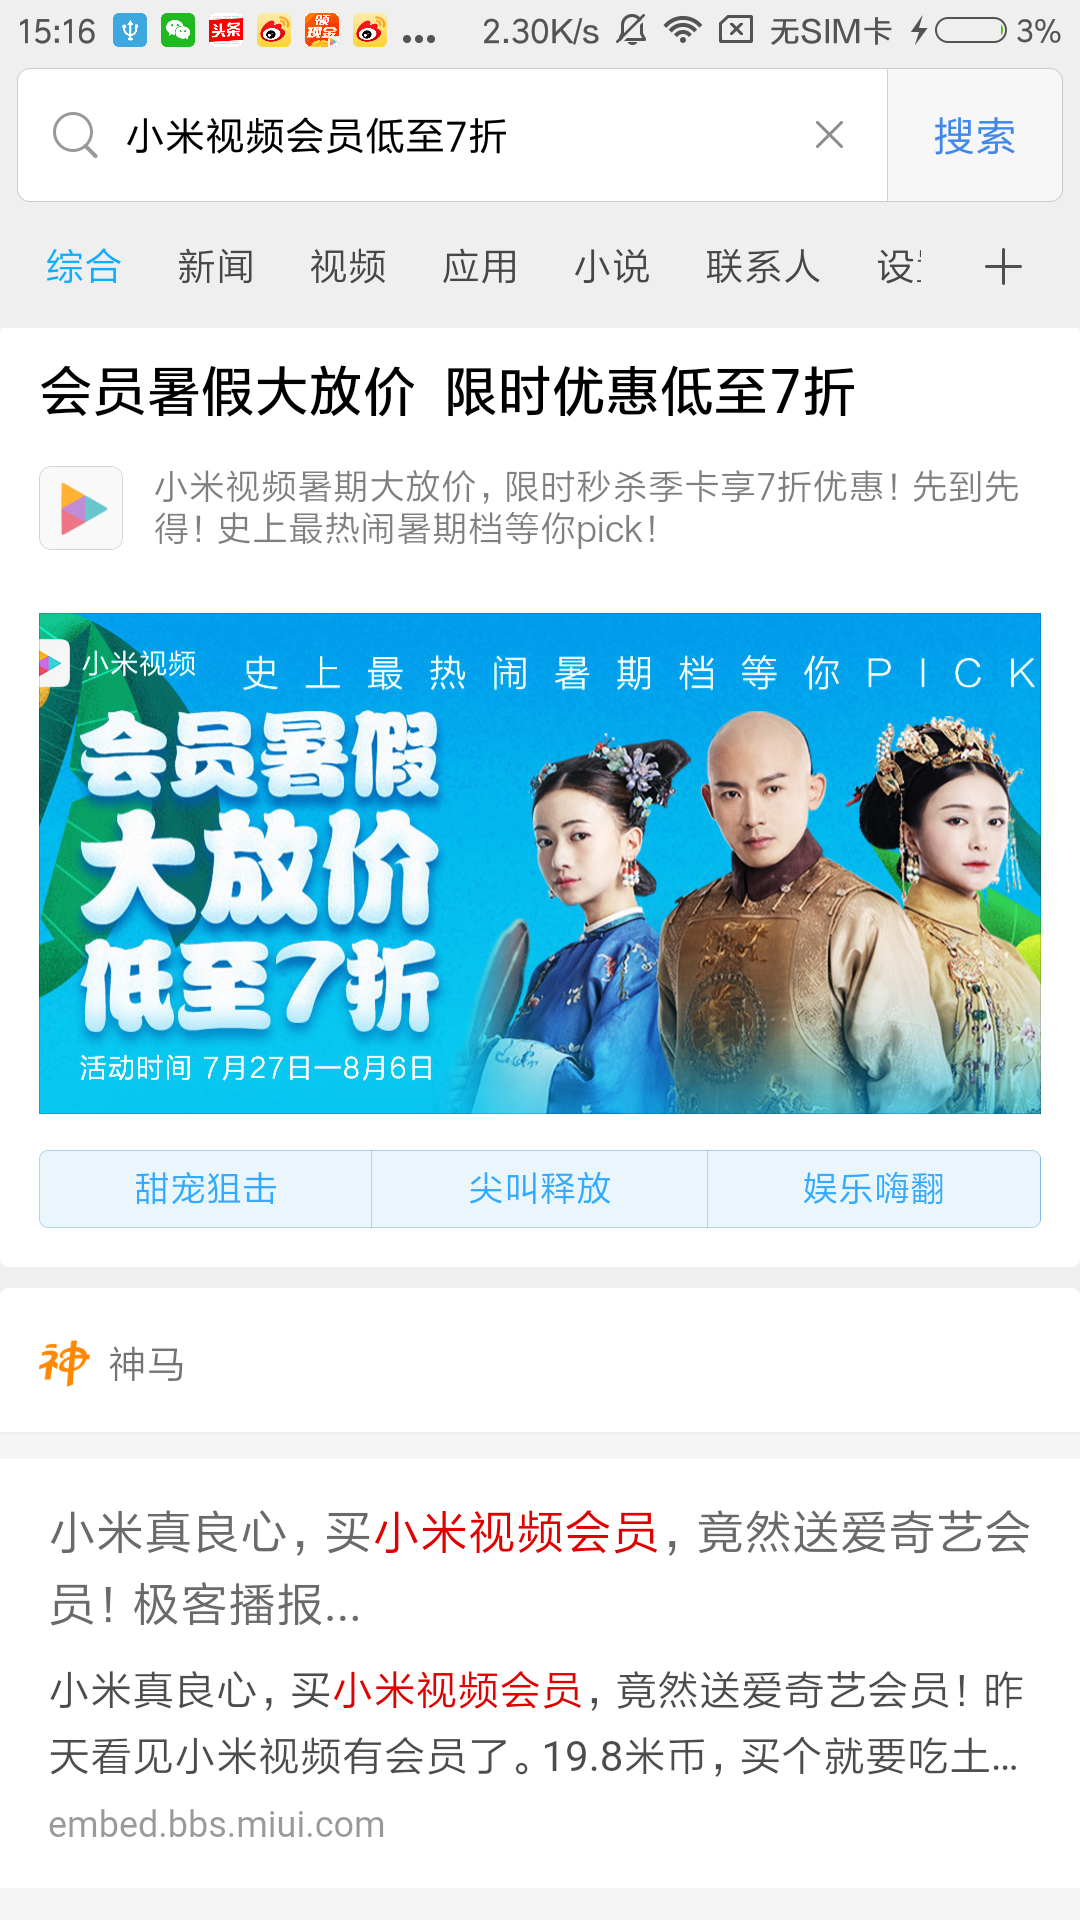 15:16 头条 领现金 ... 2.30K/s 无SIM卡 3%
小米视频会员低至7折 搜索
综合 新闻 视频 应用 小说 联系人 设
会员暑假大放价 限时优惠低至7折
小米视频暑期大放价，限时秒杀季卡享7折优惠！先到先
得！史上最热闹暑期档等你pick！
小米视频 史上最热闹暑期档等你PICK
会员暑假
大放价
低至7折
活动时间 7月27日—8月6日
甜宠狙击 尖叫释放 娱乐嗨翻
神 神马
小米真良心，买小米视频会员，竟然送爱奇艺会
员！极客播报...
小米真良心，买小米视频会员，竟然送爱奇艺会员！昨
天看见小米视频有会员了。19.8米币，买个就要吃土...
embed.bbs.miui.com